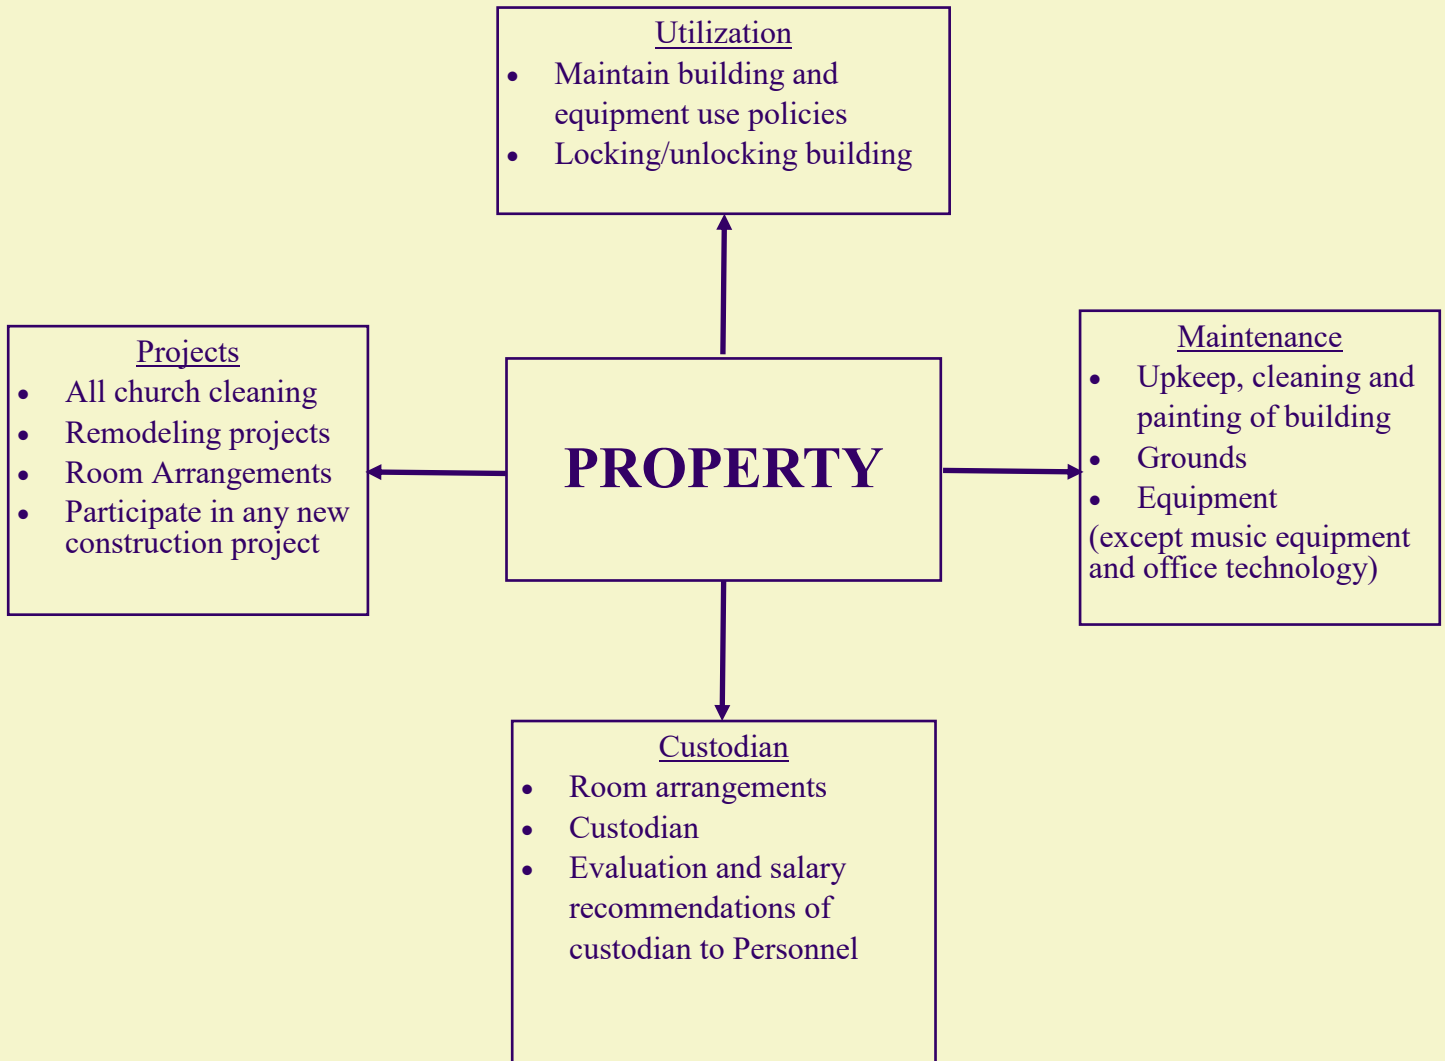 Utilization
• Maintain building and
equipment use policies
• Locking/unlocking building
Projects
• All church cleaning
• Remodeling projects
• Room Arrangements
• Participate in any new
construction project
PROPERTY
Maintenance
• Upkeep, cleaning and
painting of building
• Grounds
• Equipment
(except music equipment
and office technology)
Custodian
• Room arrangements
• Custodian
• Evaluation and salary
recommendations of
custodian to Personnel